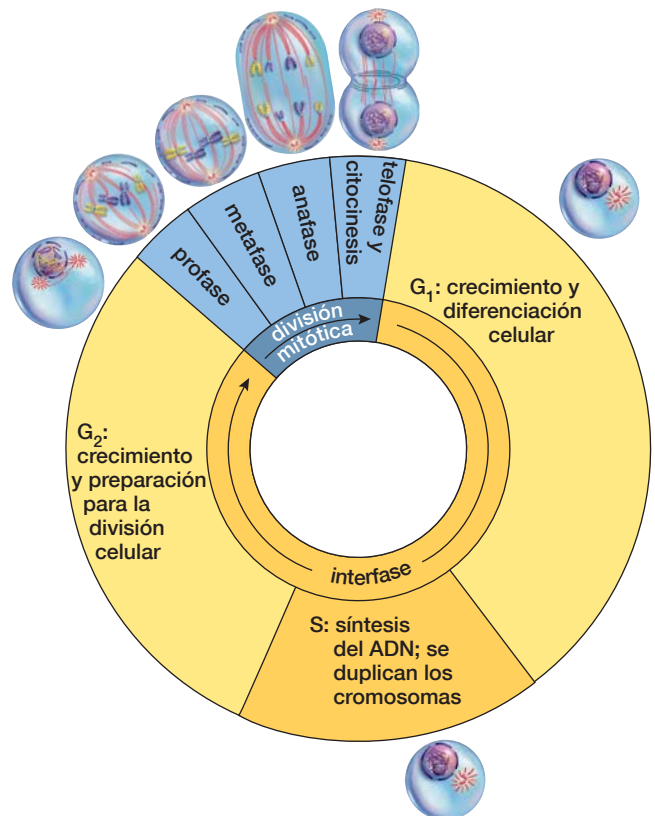 profase
metafase
anafase
telofase y
citocinesis
división
mitótica
G1: crecimiento y
diferenciación
celular
G2:
crecimiento
y preparación
para la
división
celular
interfase
S: síntesis
del ADN; se
duplican los
cromosomas